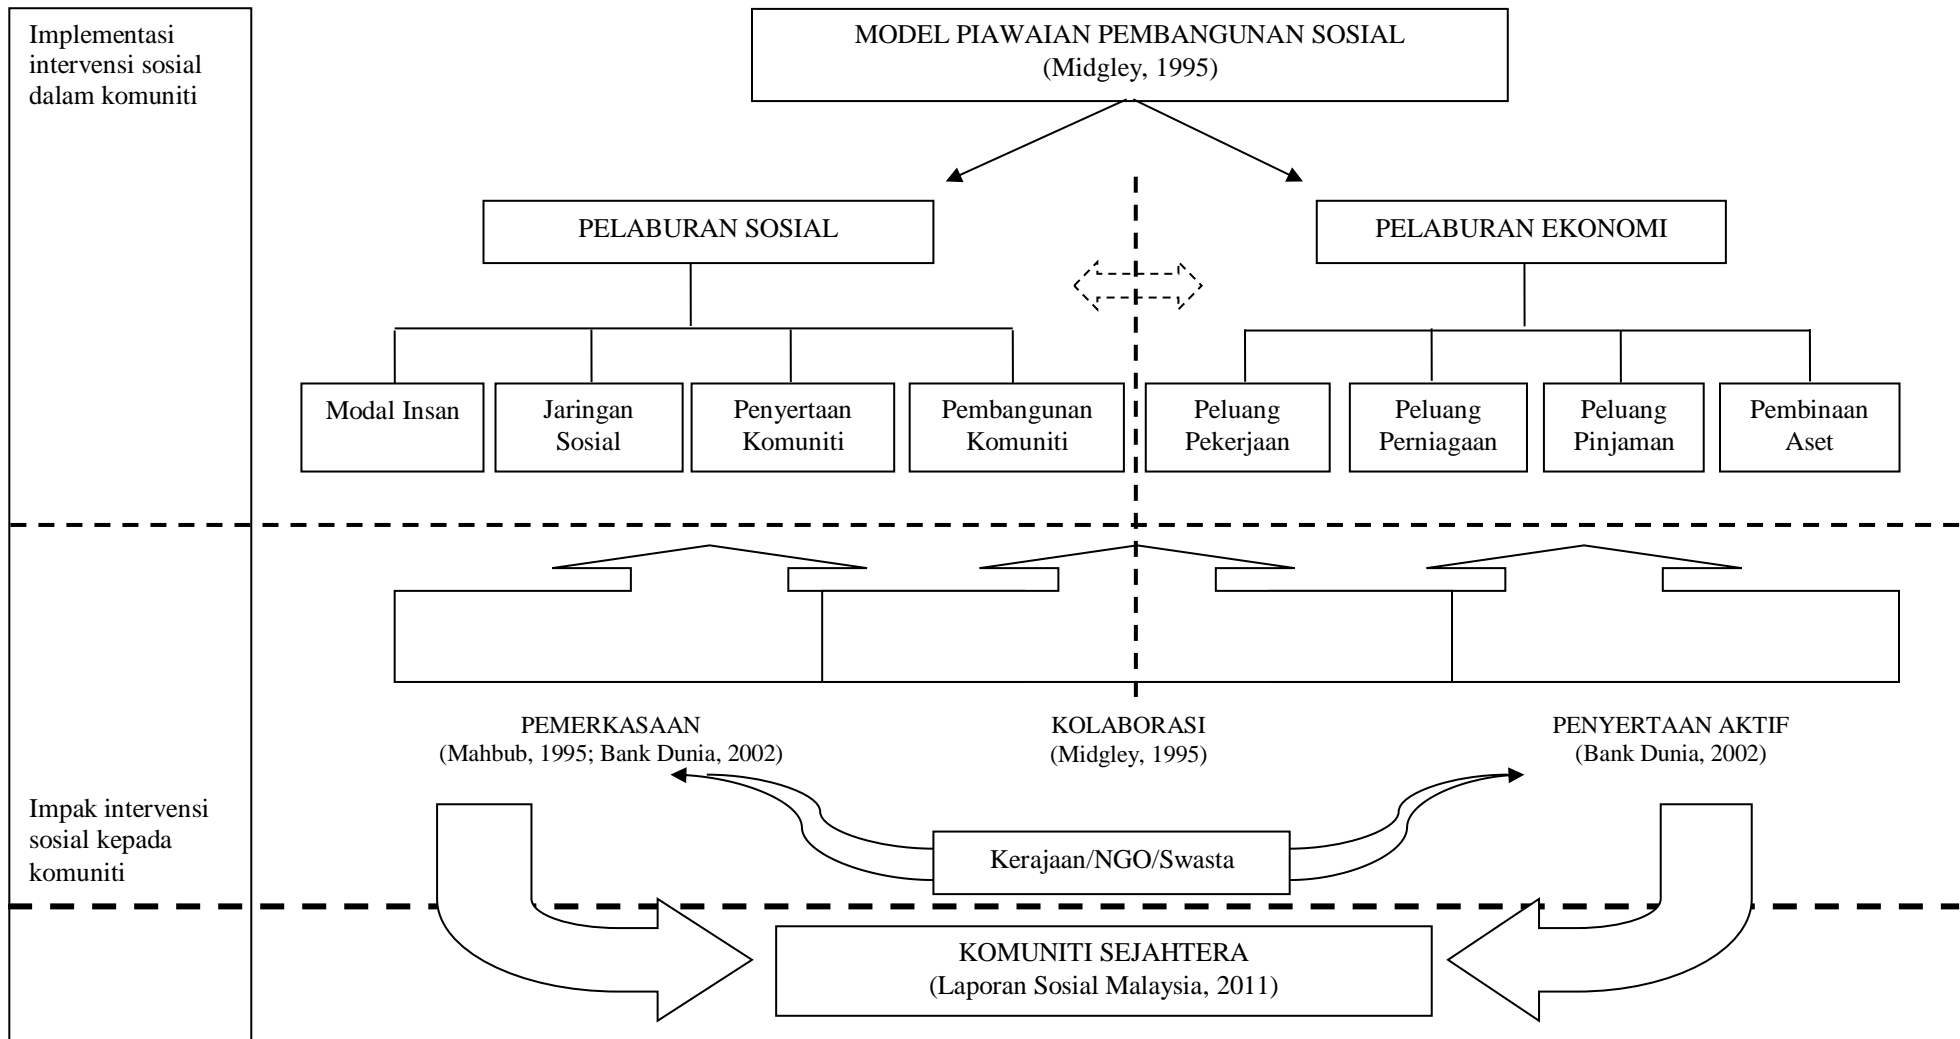 Implementasi
intervensi sosial
dalam komuniti
MODEL PIAWAIAN PEMBANGUNAN SOSIAL
(Midgley, 1995)
PELABURAN SOSIAL
PELABURAN EKONOMI
Modal Insan
Jaringan
Sosial
Penyertaan
Komuniti
Pembangunan
Komuniti
Peluang
Pekerjaan
Peluang
Perniagaan
Peluang
Pinjaman
Pembinaan
Aset
PEMERKASAAN
(Mahbub, 1995; Bank Dunia, 2002)
KOLABORASI
(Midgley, 1995)
PENYERTAAN AKTIF
(Bank Dunia, 2002)
Impak intervensi
sosial kepada
komuniti
Kerajaan/NGO/Swasta
KOMUNITI SEJAHTERA
(Laporan Sosial Malaysia, 2011)